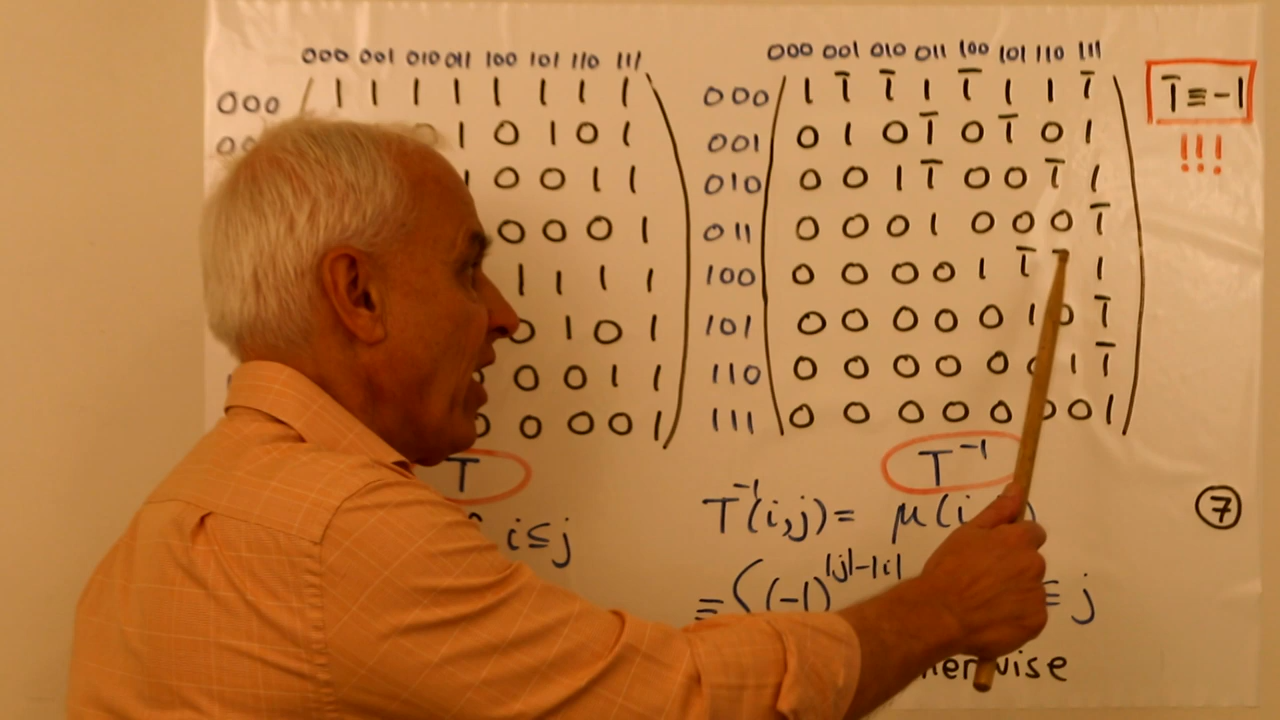 000 001 010 011 100 101 110 111 000 001 010 011 100 101 110 111
000 1 1 1 1 1 1 1 1 000 1 1̅ 1̅ 1 1̅ 1 1 1̅ 1̅ ≡ -1
00 0 1 0 1 0 1 001 0 1 0 1̅ 0 1̅ 0 1 !!!
1 0 0 1 1 010 0 0 1 1̅ 0 0 1̅ 1
0 0 0 1 011 0 0 0 1 0 0 0 1̅
1 1 1 1 100 0 0 0 0 1 1̅ 1
0 1 0 1 101 0 0 0 0 0 1 0 1̅
0 0 1 1 110 0 0 0 0 0 1 1̅
0 0 0 1 111 0 0 0 0 0 0 0 1
T T⁻¹
i≤j T⁻¹(i,j)= μ(i ⑦
= (-1)^|j|-|i| ≤ j
wise